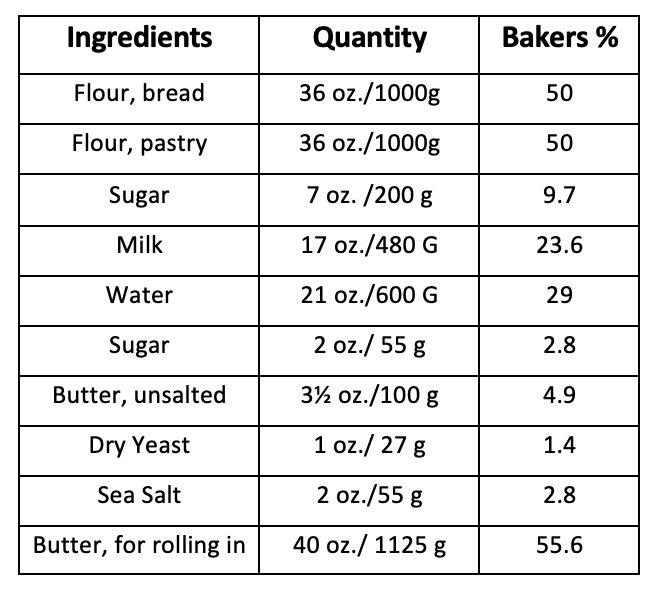 Ingredients Quantity Bakers %
Flour, bread 36 oz./1000g 50
Flour, pastry 36 oz./1000g 50
Sugar 7 oz. /200 g 9.7
Milk 17 oz./480 G 23.6
Water 21 oz./600 G 29
Sugar 2 oz./ 55 g 2.8
Butter, unsalted 3½ oz./100 g 4.9
Dry Yeast 1 oz./ 27 g 1.4
Sea Salt 2 oz./55 g 2.8
Butter, for rolling in 40 oz./ 1125 g 55.6